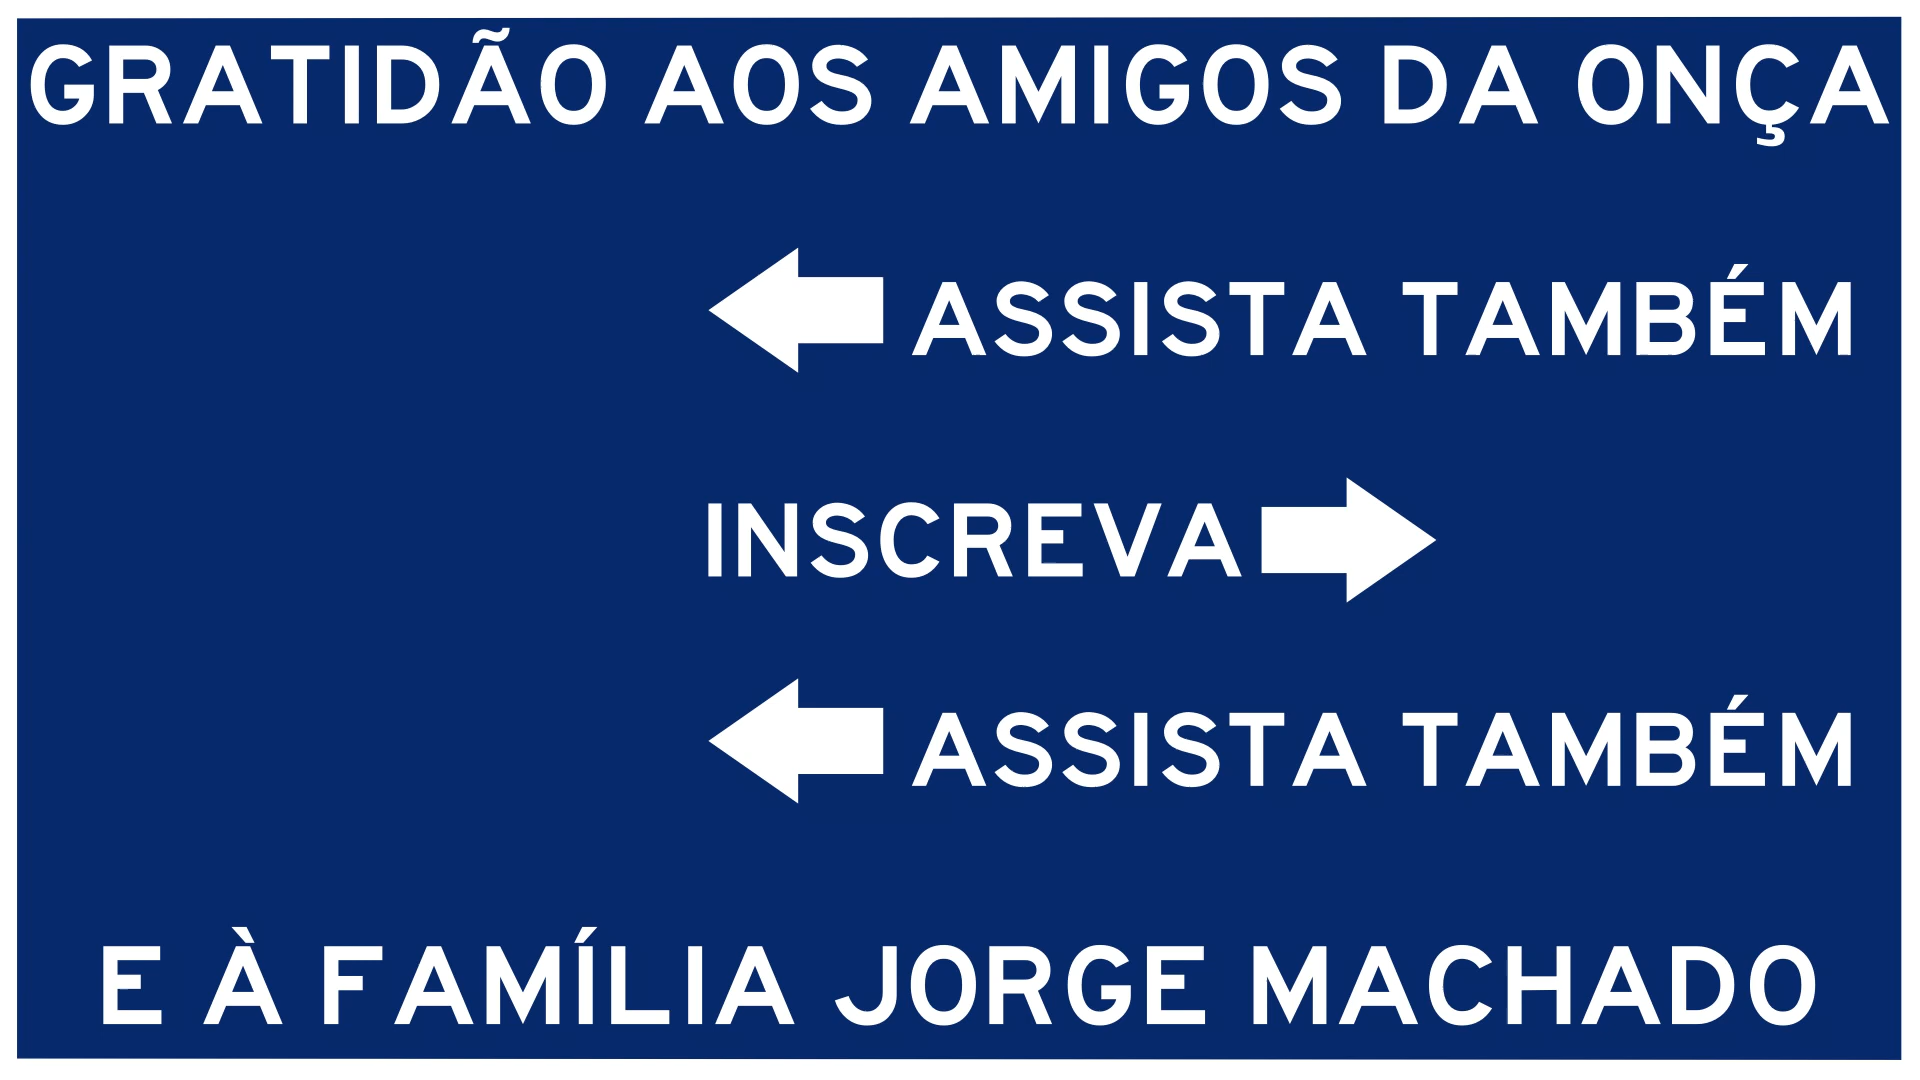 GRATIDÃO AOS AMIGOS DA ONÇA
ASSISTA TAMBÉM
INSCREVA
ASSISTA TAMBÉM
E À FAMÍLIA JORGE MACHADO